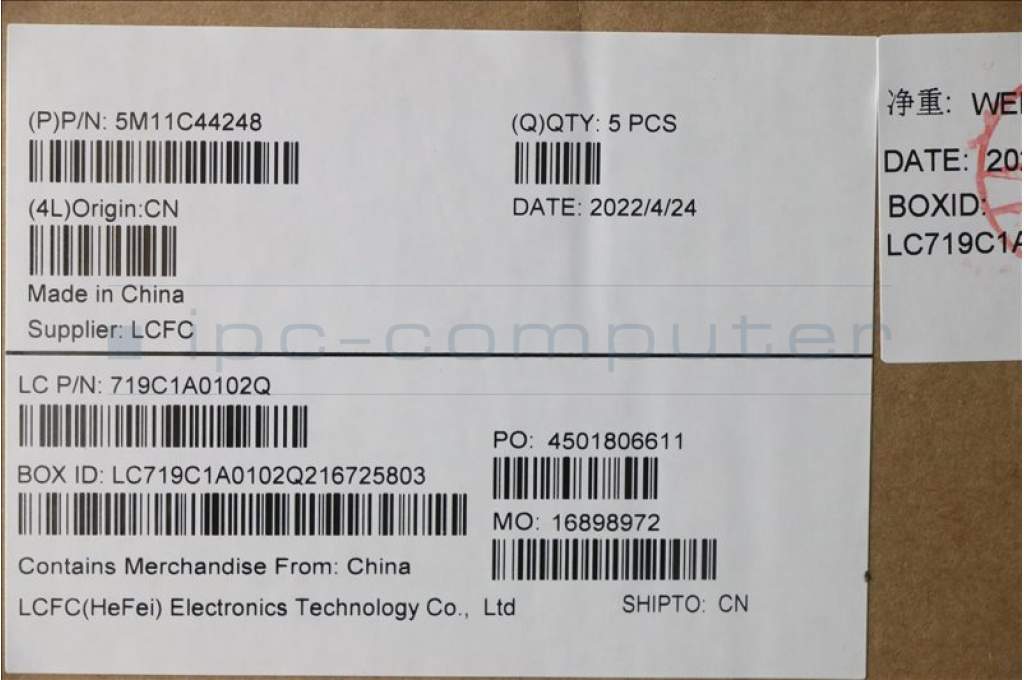 (P)P/N: 5M11C44248
(Q)QTY: 5 PCS
(4L)Origin:CN
DATE: 2022/4/24
Made in China
Supplier: LCFC
ipc-computer
LC P/N: 719C1A0102Q
PO: 4501806611
BOX ID: LC719C1A0102Q216725803
MO: 16898972
Contains Merchandise From: China
LCFC(HeFei) Electronics Technology Co., Ltd
SHIPTO: CN
净重:
DATE: 20
BOXID:
LC719C1A